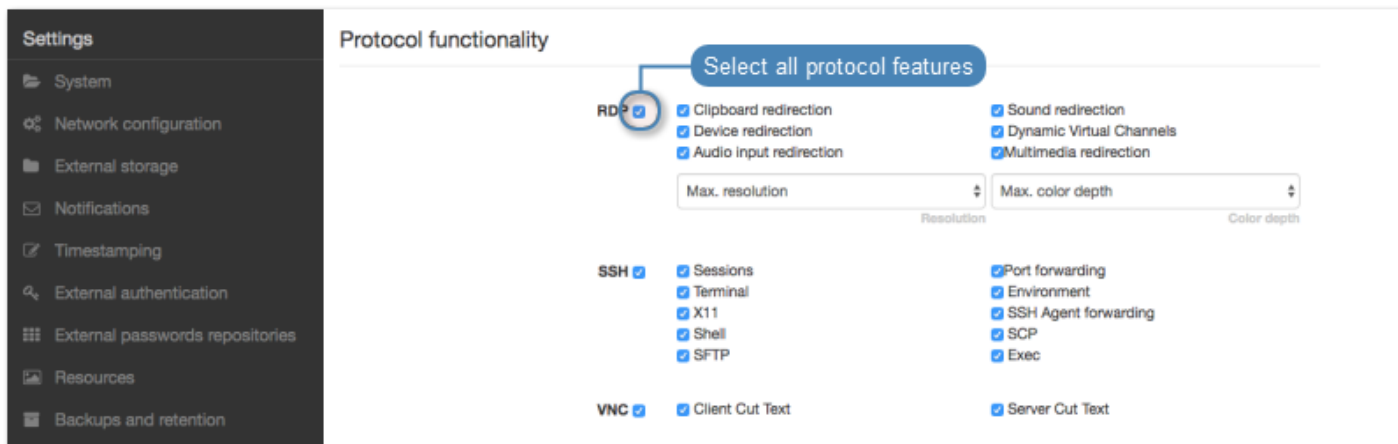 Settings
System
Network configuration
External storage
Notifications
Timestamping
External authentication
External passwords repositories
Resources
Backups and retention
Protocol functionality
Select all protocol features
RDP
Clipboard redirection
Sound redirection
Device redirection
Dynamic Virtual Channels
Audio input redirection
Multimedia redirection
Max. resolution
Max. color depth
Resolution
Color depth
SSH
Sessions
Port forwarding
Terminal
Environment
X11
SSH Agent forwarding
Shell
SCP
SFTP
Exec
VNC
Client Cut Text
Server Cut Text